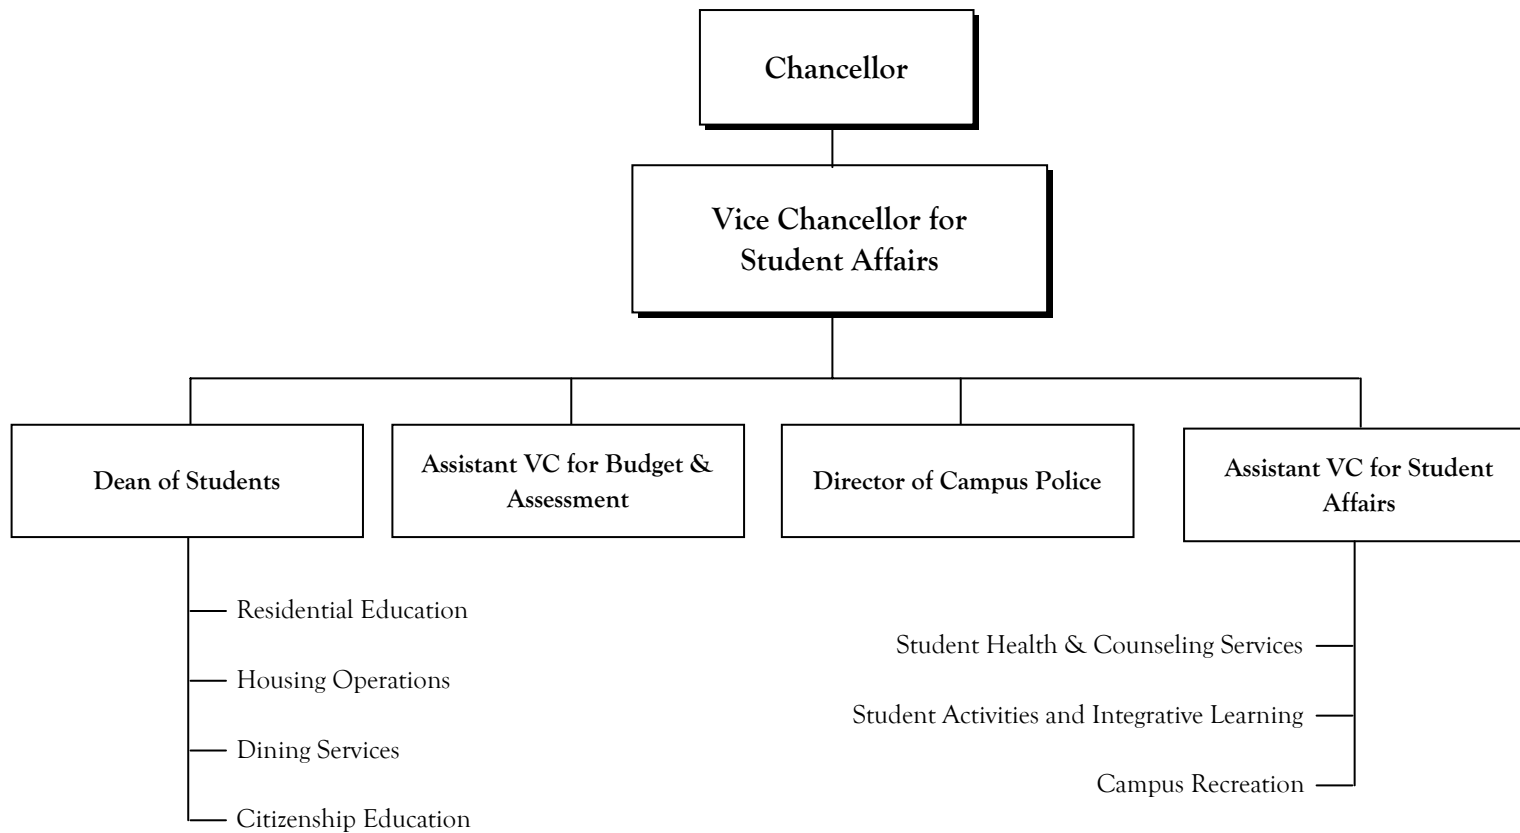 Chancellor
Vice Chancellor for
Student Affairs
Dean of Students
Assistant VC for Budget &
Assessment
Director of Campus Police
Assistant VC for Student
Affairs
Residential Education
Housing Operations
Dining Services
Citizenship Education
Student Health & Counseling Services
Student Activities and Integrative Learning
Campus Recreation